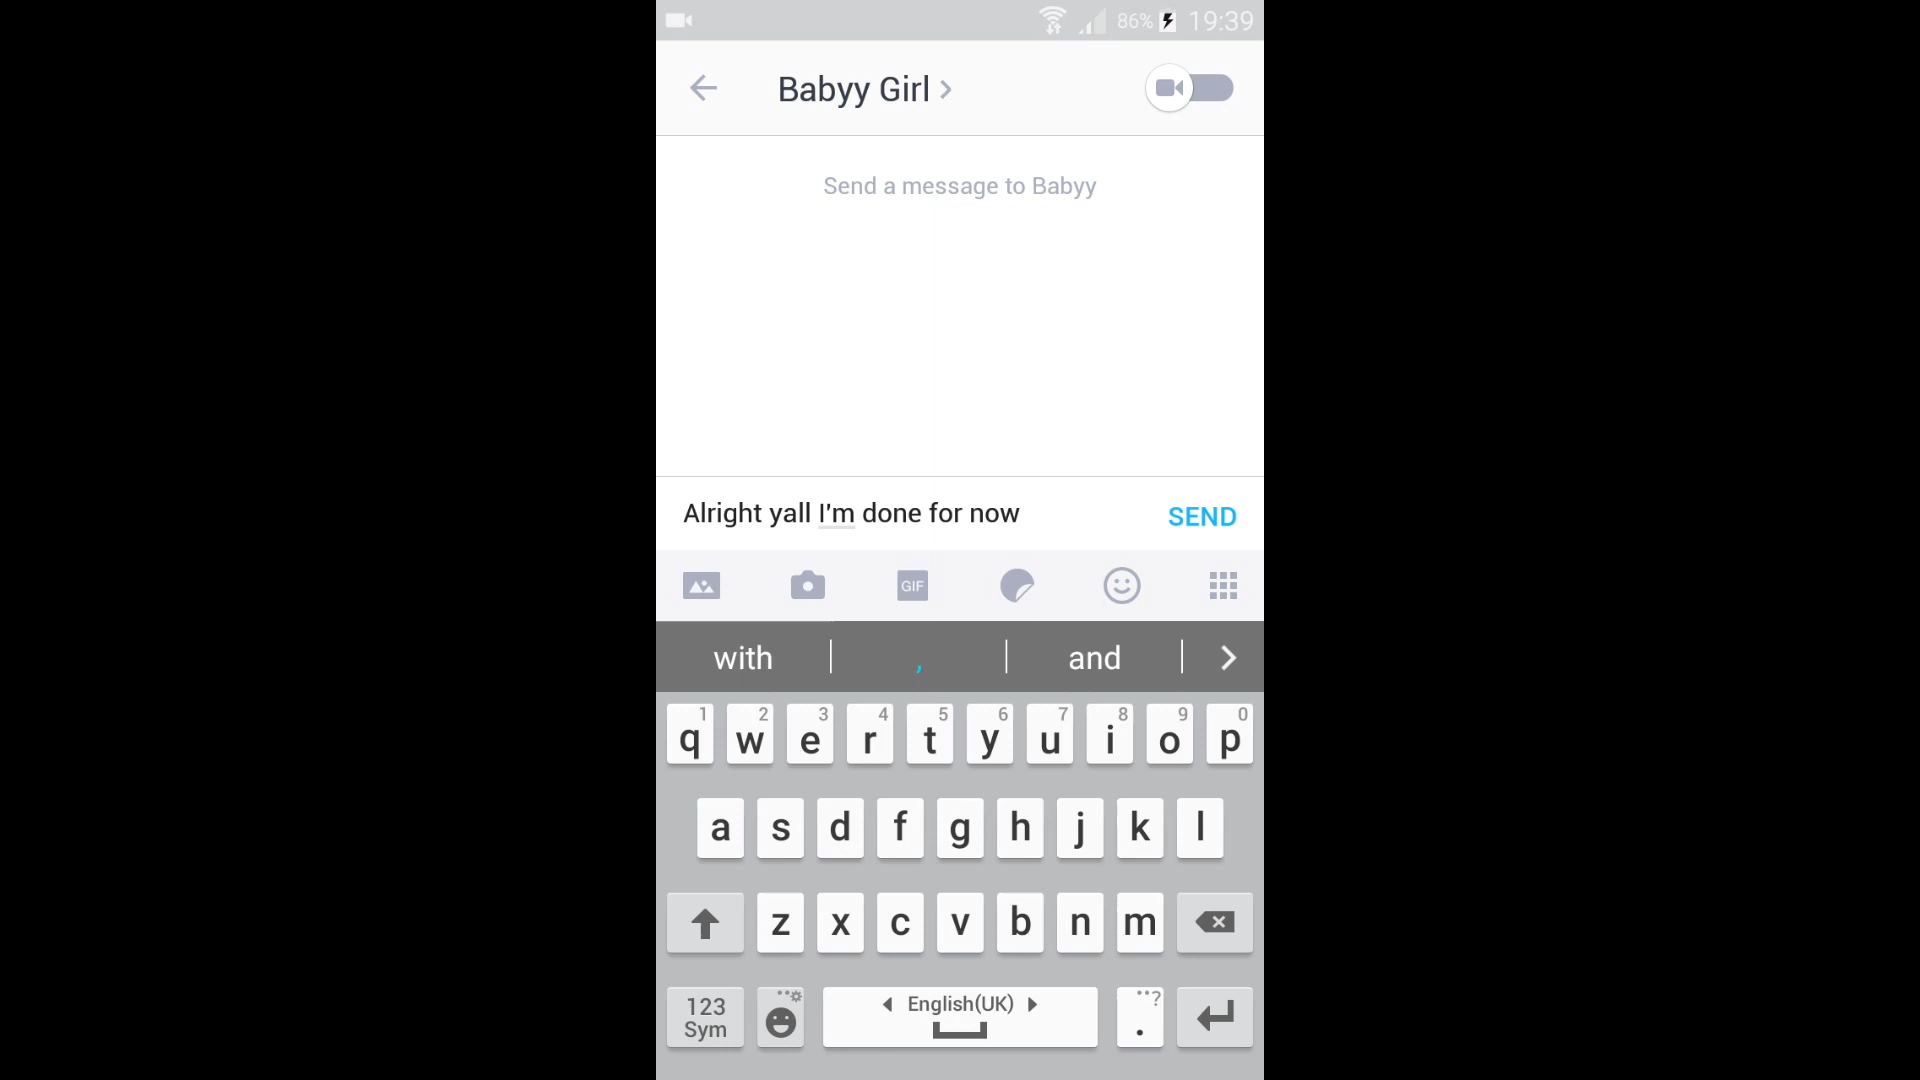 86% 19:39
Babyy Girl
Send a message to Babyy
Alright yall I'm done for now SEND
GIF
with , and
1 2 3 4 5 6 7 8 9 0
q w e r t y u i o p
a s d f g h j k l
z x c v b n m
123 English(UK) ?
Sym .